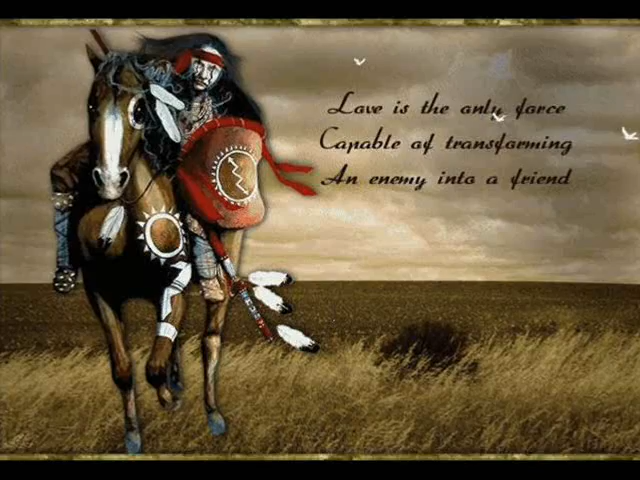 Love is the only force
Capable of transforming
An enemy into a friend